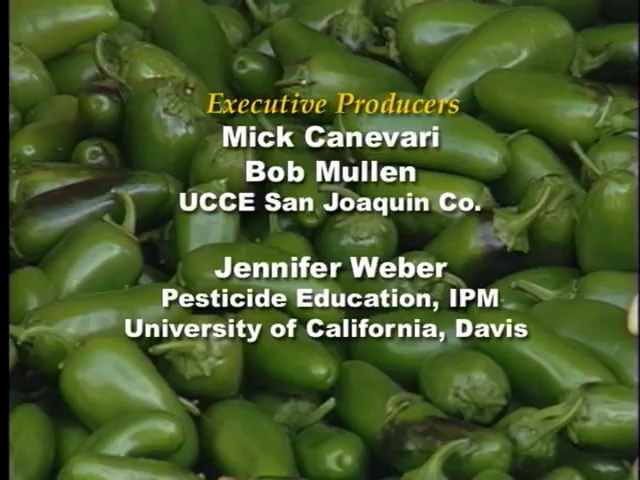 Executive Producers
Mick Canevari
Bob Mullen
UCCE San Joaquin Co.
Jennifer Weber
Pesticide Education, IPM
University of California, Davis